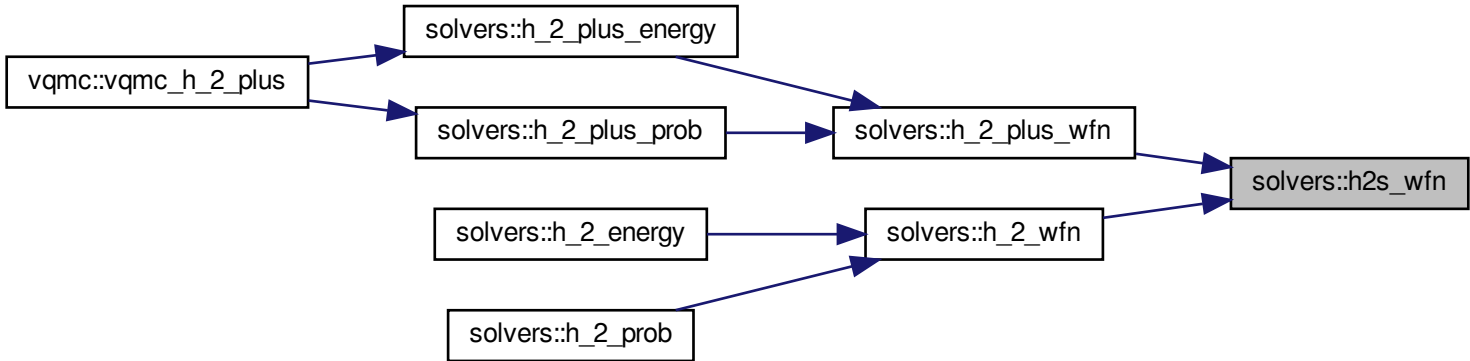 solvers::h_2_plus_energy
vqmc::vqmc_h_2_plus
solvers::h_2_plus_prob
solvers::h_2_plus_wfn
solvers::h2s_wfn
solvers::h_2_energy
solvers::h_2_wfn
solvers::h_2_prob